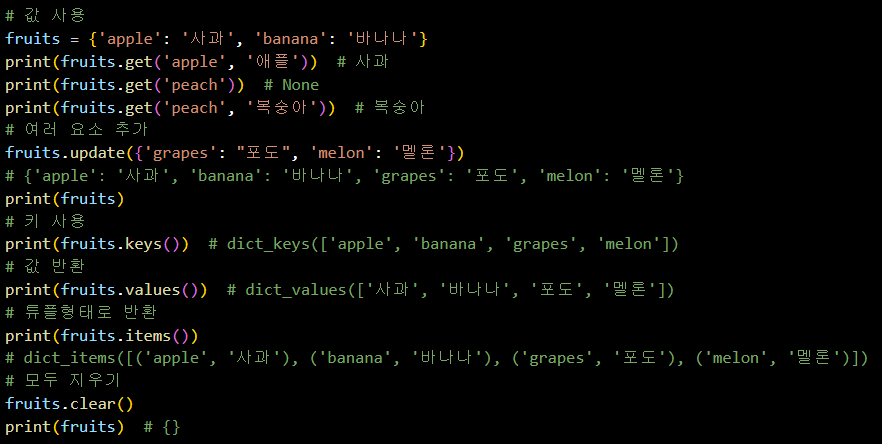 # 값 사용
fruits = {'apple': '사과', 'banana': '바나나'}
print(fruits.get('apple', '애플'))  # 사과
print(fruits.get('peach'))  # None
print(fruits.get('peach', '복숭아'))  # 복숭아
# 여러 요소 추가
fruits.update({'grapes': "포도", 'melon': '멜론'})
# {'apple': '사과', 'banana': '바나나', 'grapes': '포도', 'melon': '멜론'}
print(fruits)
# 키 사용
print(fruits.keys())  # dict_keys(['apple', 'banana', 'grapes', 'melon'])
# 값 반환
print(fruits.values())  # dict_values(['사과', '바나나', '포도', '멜론'])
# 튜플형태로 반환
print(fruits.items())
# dict_items([('apple', '사과'), ('banana', '바나나'), ('grapes', '포도'), ('melon', '멜론')])
# 모두 지우기
fruits.clear()
print(fruits)  # {}